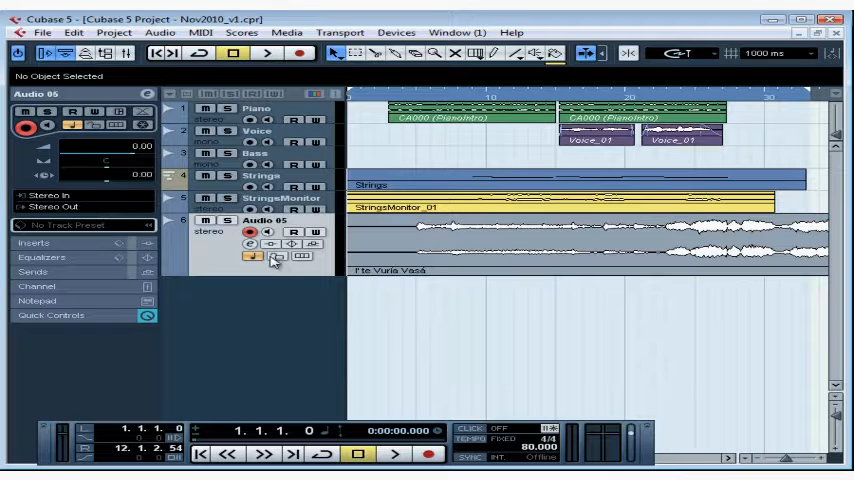 Cubase 5 - [Cubase 5 Project - Nov2010_v1.cpr]
File Edit Project Audio MIDI Scores Media Transport Devices Window (1) Help
1000 ms
No Object Selected
Audio 05
0.00
C
0.00
Stereo In
Stereo Out
No Track Preset
Inserts
Equalizers
Sends
Channel
Notepad
Quick Controls
10
30
1 m S Piano
stereo R W
2 m S Voice
mono R W
3 m S Bass
mono R W
4 m S Strings
5 m S StringsMonitor
stereo R W
6 m S Audio 05
stereo R W
CA000 (PianoIntro) CA000 (PianoIntro)
Voice_01 Voice_01
Strings
StringsMonitor_01
I' te Vuría Vasá
L 1. 1. 1. 0
R 12. 1. 2. 54
1. 1. 1. 0
0:00:00.000
CLICK OFF
TEMPO FIXED 4/4
80.000
SYNC INT. Offline